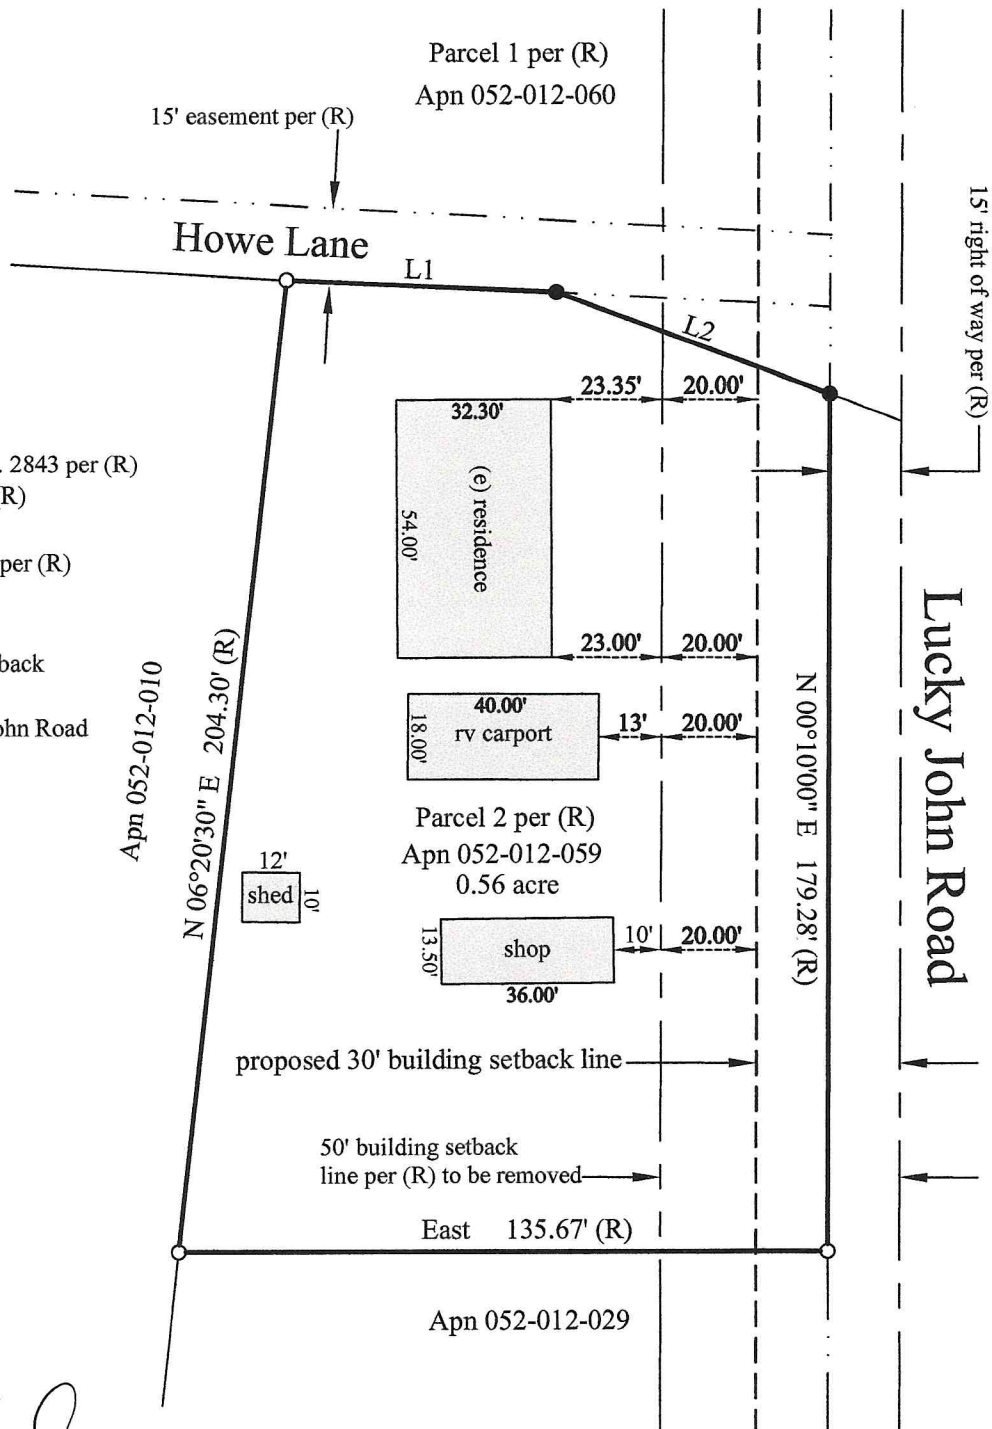 Parcel 1 per (R)
Apn 052-012-060
15' easement per (R)
15' right of way per (R)
Howe Lane
L1
L2
23.35'
20.00'
32.30'
(e) residence
54.00'
. 2843 per (R)
R)
per (R)
back
ohn Road
23.00'
20.00'
40.00'
rv carport
18.00'
13'
20.00'
Lucky John Road
N 00°10'00" E 179.28' (R)
Apn 052-012-010
N 06°20'30" E 204.30' (R)
Parcel 2 per (R)
Apn 052-012-059
0.56 acre
12'
shed
10'
13.50'
shop
10'
20.00'
36.00'
proposed 30' building setback line
50' building setback
line per (R) to be removed
East 135.67' (R)
Apn 052-012-029